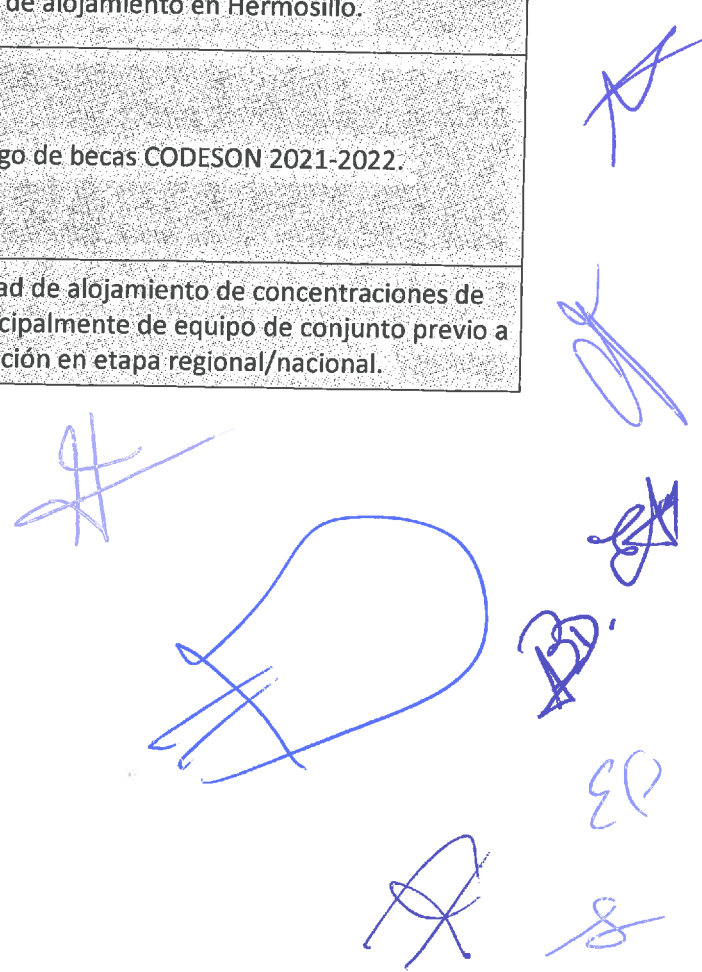 de alojamiento en Hermosillo.
go de becas CODESON 2021-2022.
ad de alojamiento de concentraciones de
cipalmente de equipo de conjunto previo a
ción en etapa regional/nacional.
BD.